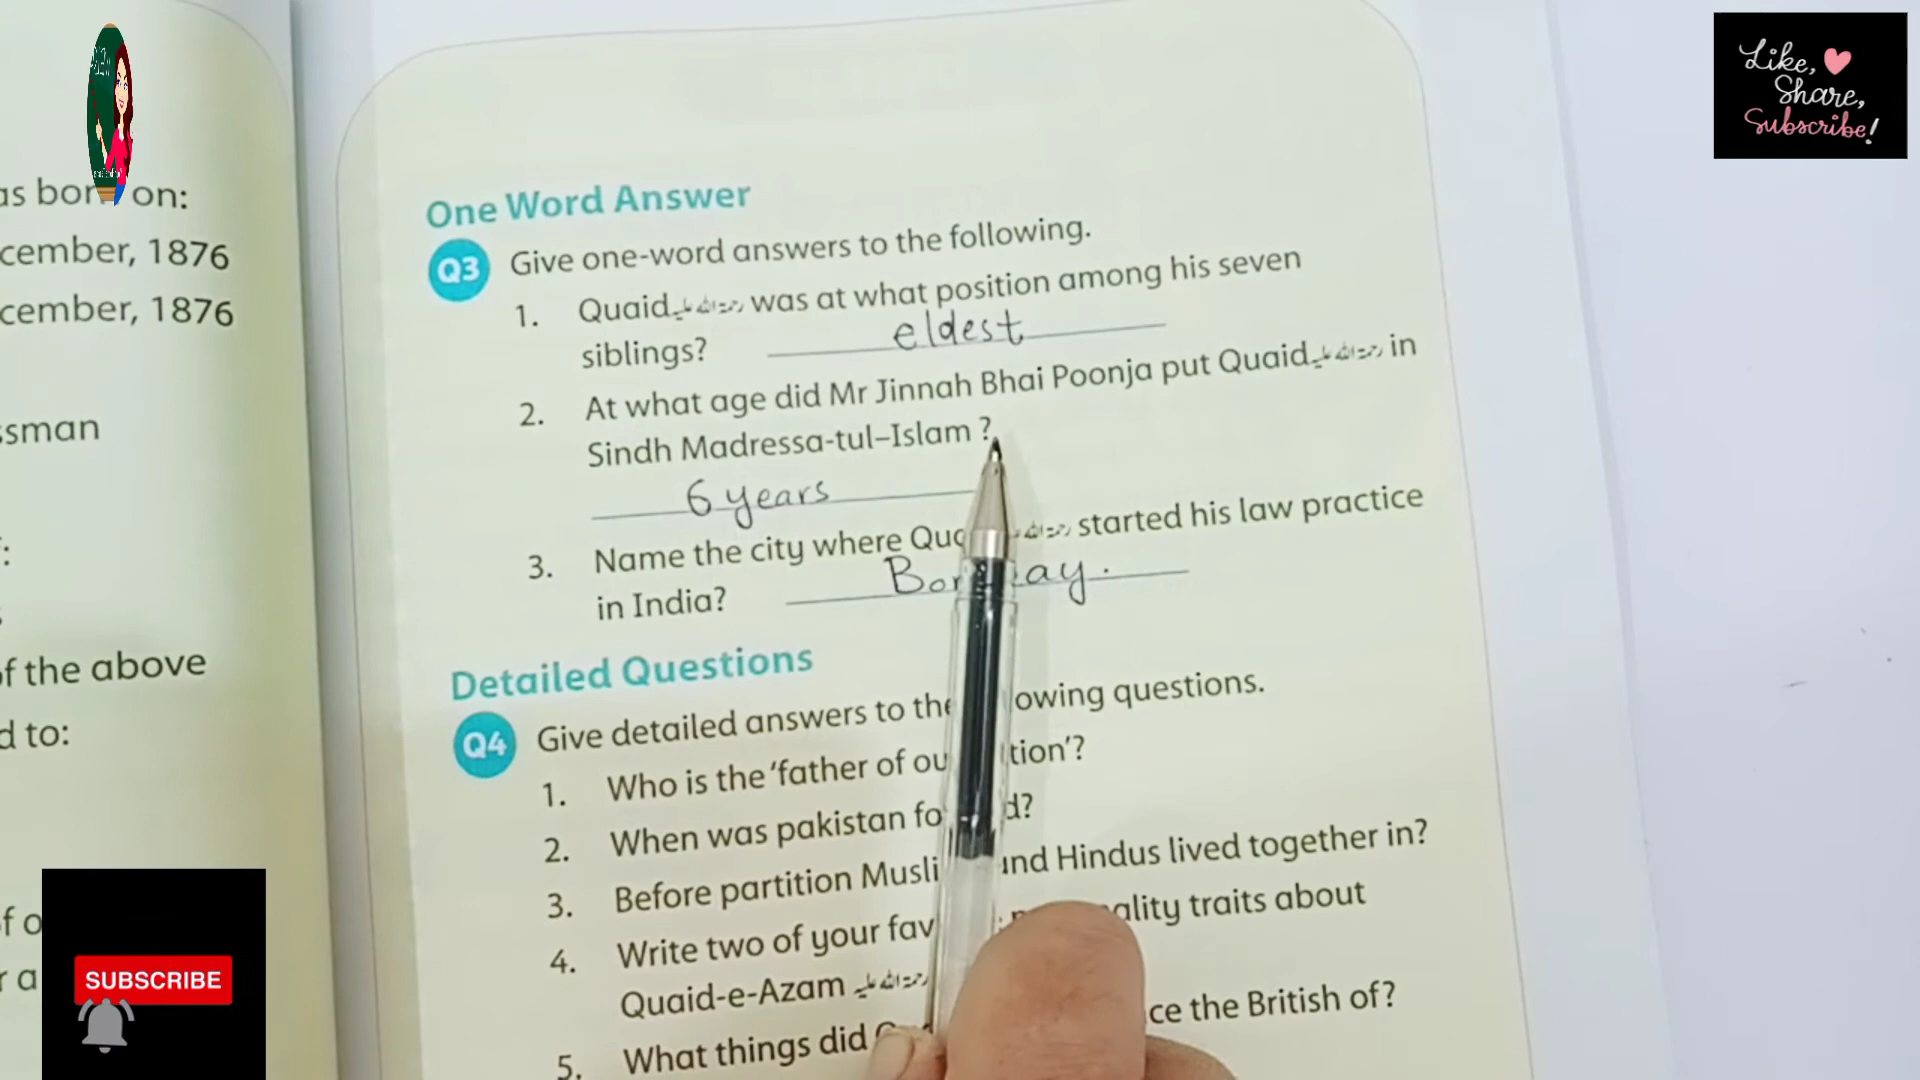 Like,
Share,
Subscribe!
as born on:
cember, 1876
cember, 1876
ssman
:
f the above
d to:
f o
r a
SUBSCRIBE
One Word Answer
Q3 Give one-word answers to the following.
1. Quaid was at what position among his seven
siblings? eldest
2. At what age did Mr Jinnah Bhai Poonja put Quaid in
Sindh Madressa-tul–Islam ?
6 years
3. Name the city where started his law practice
in India? Bombay.
Detailed Questions
Q4 Give detailed answers to the following questions.
1. Who is the ‘father of ou tion’?
2. When was pakistan fo d?
3. Before partition Musli and Hindus lived together in?
4. Write two of your fav ality traits about
Quaid-e-Azam
5. What things did ce the British of?